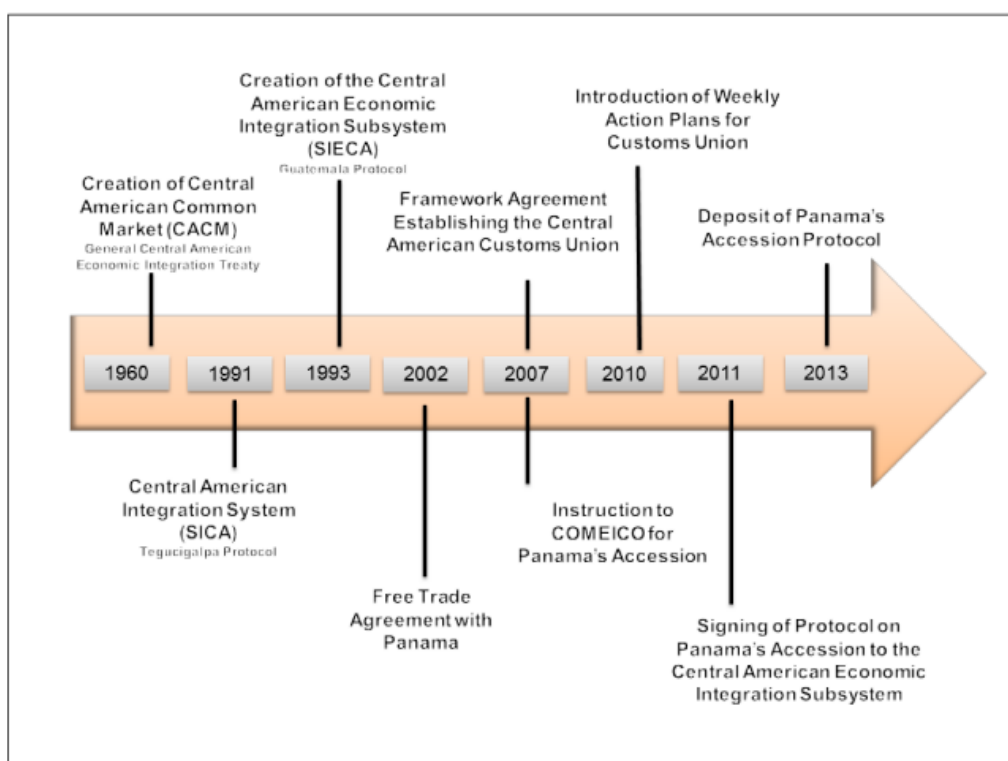 Creation of the Central
American Economic
Integration Subsystem
(SIECA)
Guatemala Protocol
Introduction of Weekly
Action Plans for
Customs Union
Creation of Central
American Common
Market (CACM)
General Central American
Economic Integration Treaty
Framework Agreement
Establishing the Central
American Customs Union
Deposit of Panama's
Accession Protocol
1960
1991
1993
2002
2007
2010
2011
2013
Central American
Integration System
(SICA)
Tegucigalpa Protocol
Instruction to
COMEICO for
Panama's Accession
Free Trade
Agreement with
Panama
Signing of Protocol on
Panama's Accession to the
Central American Economic
Integration Subsystem